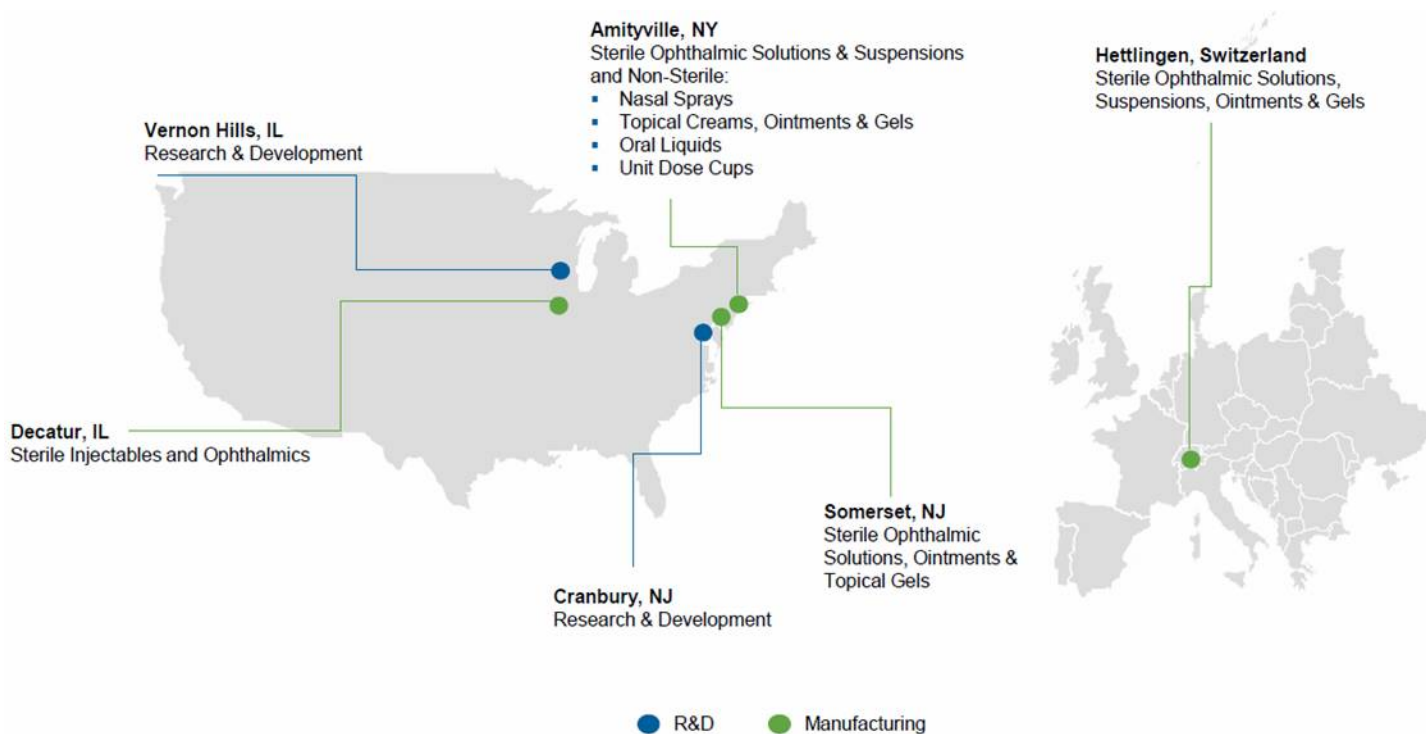 Amityville, NY
Sterile Ophthalmic Solutions & Suspensions
and Non-Sterile:
▪ Nasal Sprays
▪ Topical Creams, Ointments & Gels
▪ Oral Liquids
▪ Unit Dose Cups
Hettlingen, Switzerland
Sterile Ophthalmic Solutions,
Suspensions, Ointments & Gels
Vernon Hills, IL
Research & Development
Decatur, IL
Sterile Injectables and Ophthalmics
Somerset, NJ
Sterile Ophthalmic
Solutions, Ointments &
Topical Gels
Cranbury, NJ
Research & Development
R&D
Manufacturing